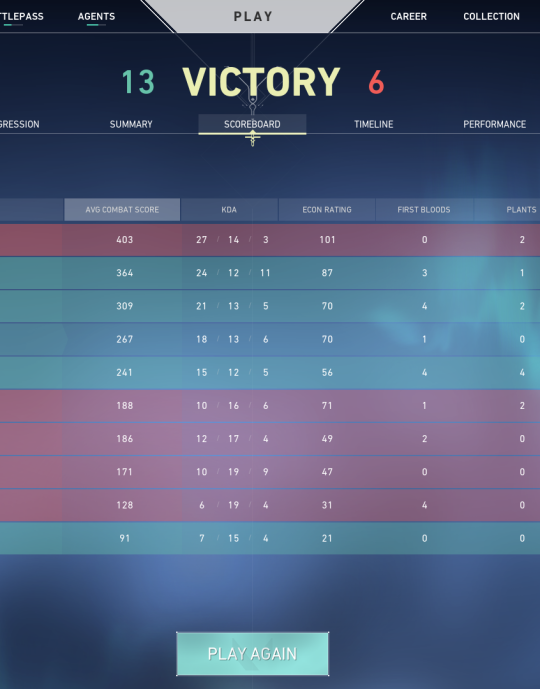 TTLEPASS AGENTS PLAY CAREER COLLECTION
13 VICTORY 6
GRESSION SUMMARY SCOREBOARD TIMELINE PERFORMANCE
AVG COMBAT SCORE KDA ECON RATING FIRST BLOODS PLANTS
403 27 / 14 / 3 101 0 2
364 24 / 12 / 11 87 3 1
309 21 / 13 / 5 70 4 2
267 18 / 13 / 6 70 1 0
241 15 / 12 / 5 56 4 4
188 10 / 16 / 6 71 1 2
186 12 / 17 / 4 49 2 0
171 10 / 19 / 9 47 0 0
128 6 / 19 / 4 31 4 0
91 7 / 15 / 4 21 0 0
PLAY AGAIN